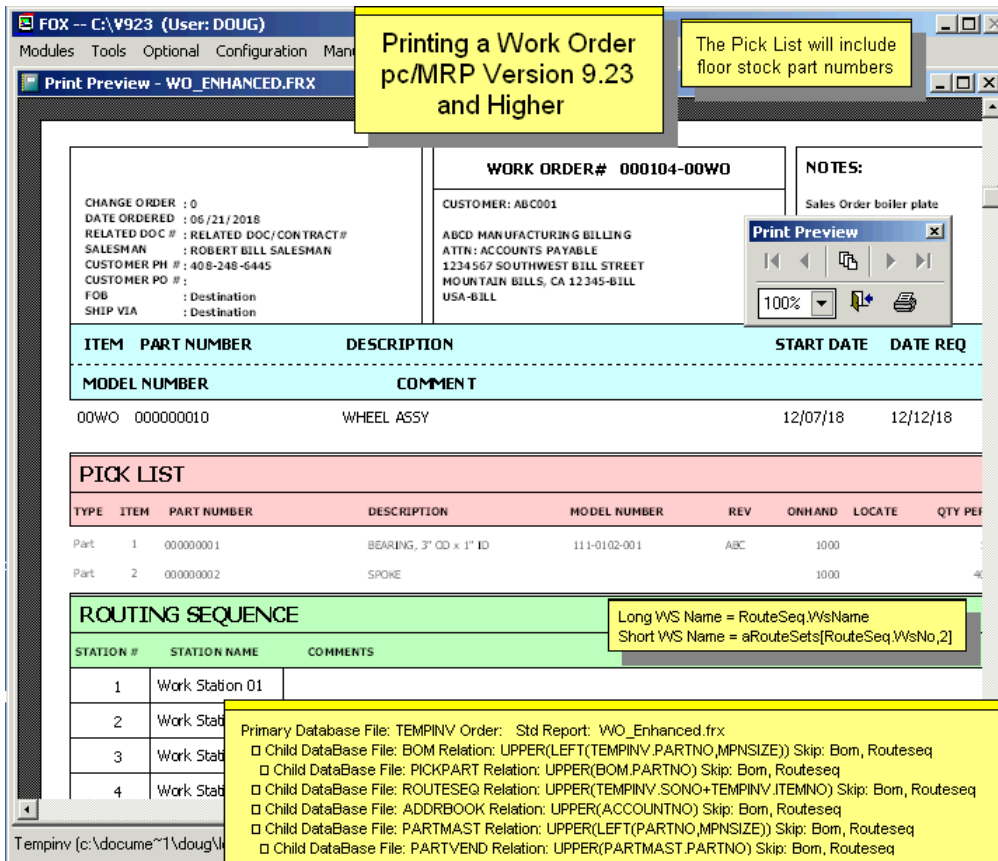 FOX -- C:\V923 (User: DOUG)
Modules Tools Optional Configuration
Printing a Work Order
pc/MRP Version 9.23
and Higher
The Pick List will include
floor stock part numbers
Print Preview - WO_ENHANCED.FRX
WORK ORDER# 000104-00WO
NOTES:
CHANGE ORDER : 0
DATE ORDERED : 06/21/2018
RELATED DOC # : RELATED DOC/CONTRACT#
SALESMAN : ROBERT BILL SALESMAN
CUSTOMER PH # : 408-248-6445
CUSTOMER PO # :
FOB : Destination
SHIP VIA : Destination
CUSTOMER: ABC001
ABCD MANUFACTURING BILLING
ATTN: ACCOUNTS PAYABLE
1234567 SOUTHWEST BILL STREET
MOUNTAIN BILLS, CA 12345-BILL
USA-BILL
Sales Order boiler plate
Print Preview
100%
ITEM PART NUMBER DESCRIPTION START DATE DATE REQ
MODEL NUMBER COMMENT
00WO 000000010 WHEEL ASSY 12/07/18 12/12/18
PICK LIST
TYPE ITEM PART NUMBER DESCRIPTION MODEL NUMBER REV ONHAND LOCATE QTY PER
Part 1 000000001 BEARING, 3" OD x 1" ID 111-0102-001 ABC 1000
Part 2 000000002 SPOKE 1000
ROUTING SEQUENCE
Long WS Name = RouteSeq.WsName
Short WS Name = aRouteSets[RouteSeq.WsNo,2]
STATION # STATION NAME COMMENTS
1 Work Station 01
2 Work
3 Work
4 Work
Primary Database File: TEMPINV Order: Std Report: WO_Enhanced.frx
Child DataBase File: BOM Relation: UPPER(LEFT(TEMPINV.PARTNO,MPNSIZE)) Skip: Bom, Routeseq
Child DataBase File: PICKPART Relation: UPPER(BOM.PARTNO) Skip: Bom, Routeseq
Child DataBase File: ROUTESEQ Relation: UPPER(TEMPINV.SONO+TEMPINV.ITEMNO) Skip: Bom, Routeseq
Child DataBase File: ADDRBOOK Relation: UPPER(ACCOUNTNO) Skip: Bom, Routeseq
Child DataBase File: PARTMAST Relation: UPPER(LEFT(PARTNO,MPNSIZE)) Skip: Bom, Routeseq
Child DataBase File: PARTVEND Relation: UPPER(PARTMAST.PARTNO) Skip: Bom, Routeseq
Tempinv (c:\docume~1\doug\